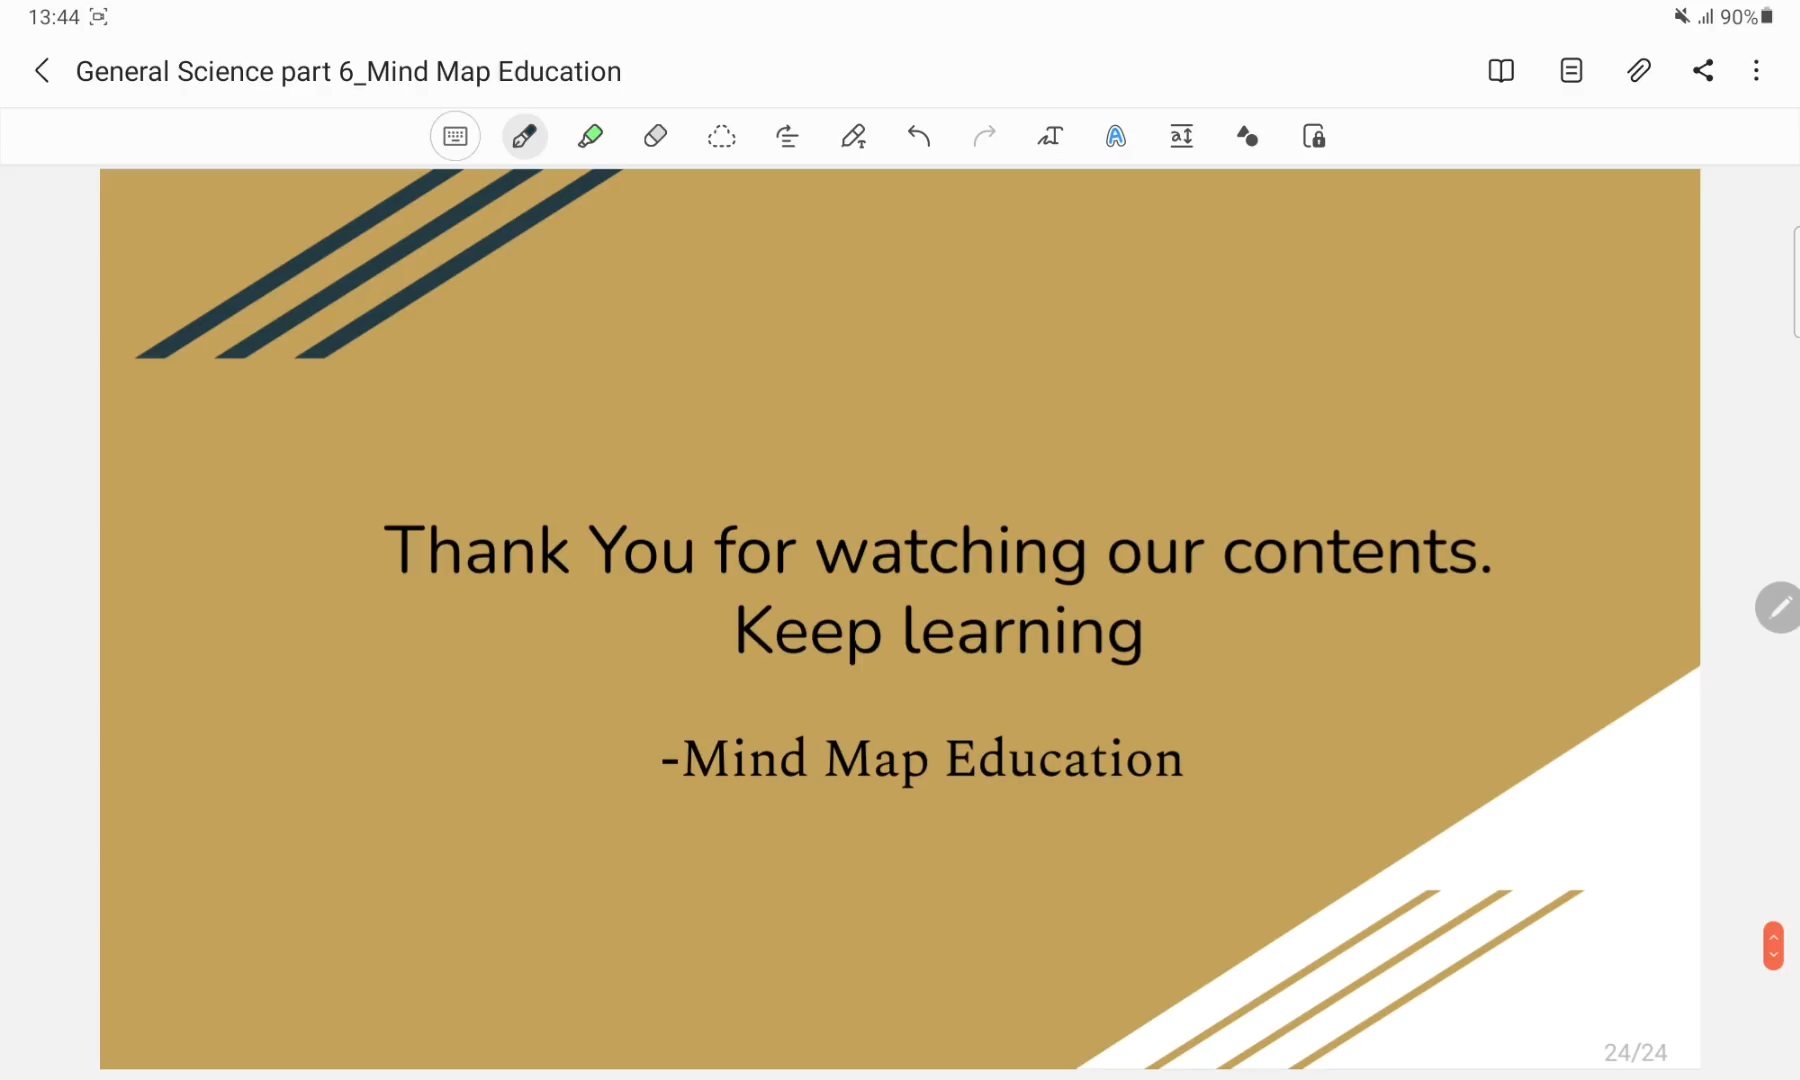 13:44
90%
General Science part 6_Mind Map Education
Thank You for watching our contents.
Keep learning
-Mind Map Education
24/24